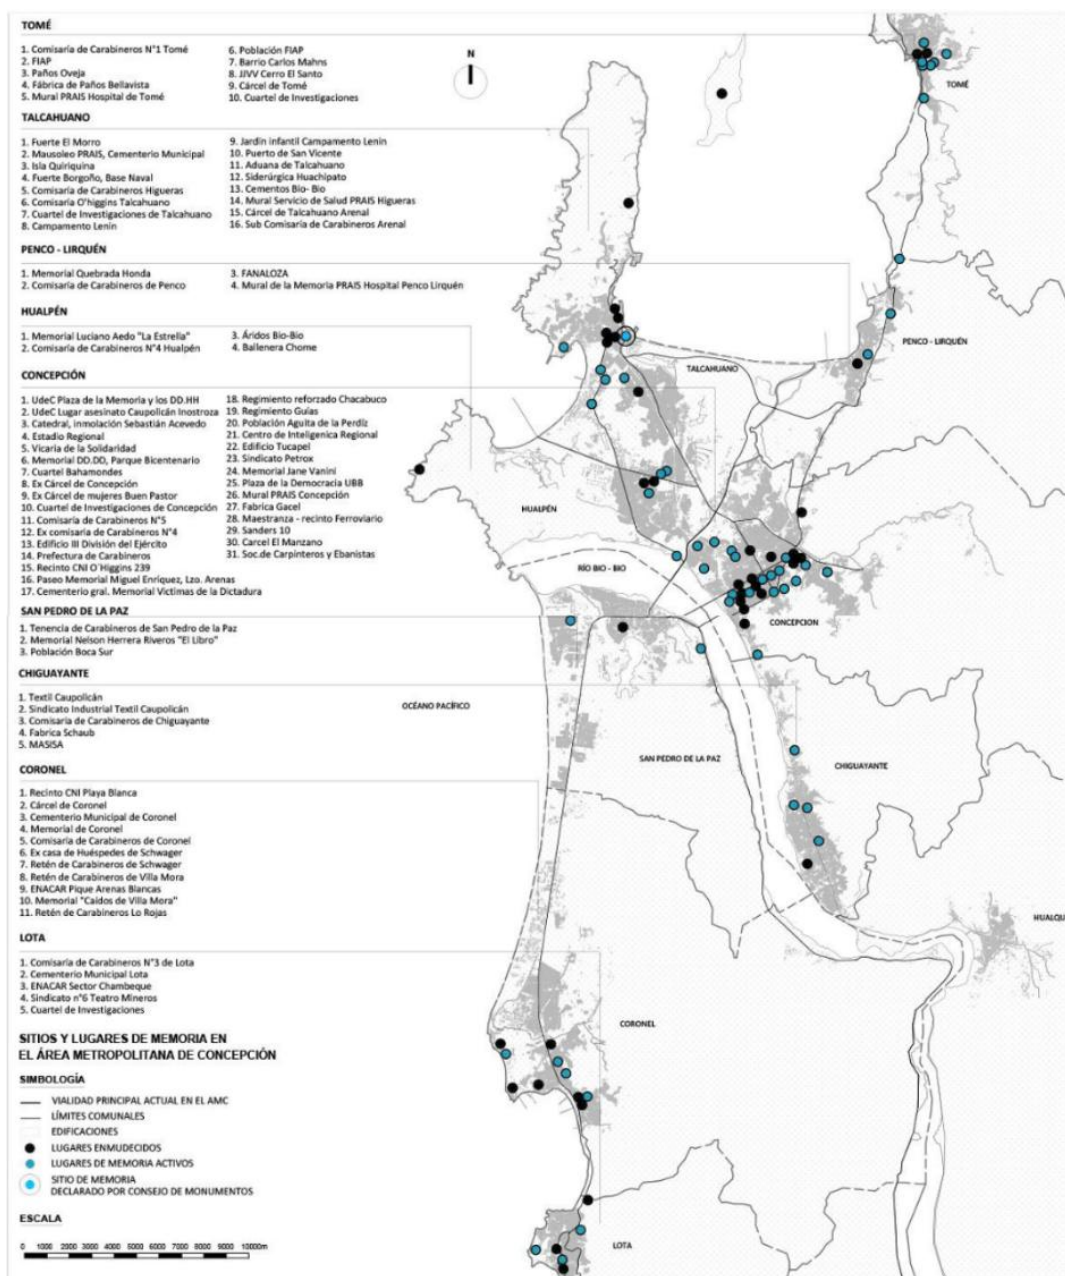 TOMÉ
1. Comisaría de Carabineros N°1 Tomé
2. FIAP
3. Paños Oveja
4. Fábrica de Paños Bellavista
5. Mural PRAIS Hospital de Tomé
6. Población FIAP
7. Barrio Carlos Mahns
8. JJVV Cerro El Santo
9. Cárcel de Tomé
10. Cuartel de Investigaciones
TALCAHUANO
1. Fuerte El Morro
2. Mausoleo PRAIS, Cementerio Municipal
3. Isla Quiriquina
4. Fuerte Borgoño, Base Naval
5. Comisaría de Carabineros Higueras
6. Comisaría O'higgins Talcahuano
7. Cuartel de Investigaciones de Talcahuano
8. Campamento Lenin
9. Jardín infantil Campamento Lenin
10. Puerto de San Vicente
11. Aduana de Talcahuano
12. Siderúrgica Huachipato
13. Cementos Bio- Bio
14. Mural Servicio de Salud PRAIS Higueras
15. Cárcel de Talcahuano Arenal
16. Sub Comisaría de Carabineros Arenal
PENCO - LIRQUÉN
1. Memorial Quebrada Honda
2. Comisaría de Carabineros de Penco
3. FANALOZA
4. Mural de la Memoria PRAIS Hospital Penco Lirquén
HUALPÉN
1. Memorial Luciano Aedo "La Estrella"
2. Comisaría de Carabineros N°4 Hualpén
3. Áridos Bio-Bio
4. Ballenera Chome
CONCEPCIÓN
1. UdeC Plaza de la Memoria y los DD.HH
2. UdeC Lugar asesinato Caupolicán Inostroza
3. Catedral, inmolación Sebastián Acevedo
4. Estadio Regional
5. Vicaria de la Solidaridad
6. Memorial DD.DD, Parque Bicentenario
7. Cuartel Bahamondes
8. Ex Cárcel de Concepción
9. Ex Cárcel de mujeres Buen Pastor
10. Cuartel de Investigaciones de Concepción
11. Comisaría de Carabineros N°5
12. Ex comisaría de Carabineros N°4
13. Edificio III División del Ejército
14. Prefectura de Carabineros
15. Recinto CNI O´Higgins 239
16. Paseo Memorial Miguel Enríquez, Lzo. Arenas
17. Cementerio gral. Memorial Victimas de la Dictadura
18. Regimiento reforzado Chacabuco
19. Regimiento Guías
20. Población Aguita de la Perdiz
21. Centro de Inteligenica Regional
22. Edificio Tucapel
23. Sindicato Petrox
24. Memorial Jane Vanini
25. Plaza de la Democracia UBB
26. Mural PRAIS Concepción
27. Fabrica Gacel
28. Maestranza - recinto Ferroviario
29. Sanders 10
30. Carcel El Manzano
31. Soc.de Carpinteros y Ebanistas
SAN PEDRO DE LA PAZ
1. Tenencia de Carabineros de San Pedro de la Paz
2. Memorial Nelson Herrera Riveros "El Libro"
3. Población Boca Sur
CHIGUAYANTE
1. Textil Caupolicán
2. Sindicato Industrial Textil Caupolicán
3. Comisaría de Carabineros de Chiguayante
4. Fabrica Schaub
5. MASISA
CORONEL
1. Recinto CNI Playa Blanca
2. Cárcel de Coronel
3. Cementerio Municipal de Coronel
4. Memorial de Coronel
5. Comisaría de Carabineros de Coronel
6. Ex casa de Huéspedes de Schwager
7. Retén de Carabineros de Schwager
8. Retén de Carabineros de Villa Mora
9. ENACAR Pique Arenas Blancas
10. Memorial "Caídos de Villa Mora"
11. Retén de Carabineros Lo Rojas
LOTA
1. Comisaría de Carabineros N°3 de Lota
2. Cementerio Municipal Lota
3. ENACAR Sector Chambeque
4. Sindicato n°6 Teatro Mineros
5. Cuartel de Investigaciones
SITIOS Y LUGARES DE MEMORIA EN
EL ÁREA METROPOLITANA DE CONCEPCIÓN
SIMBOLOGÍA
VIALIDAD PRINCIPAL ACTUAL EN EL AMC
LÍMITES COMUNALES
EDIFICACIONES
LUGARES ENMUDECIDOS
LUGARES DE MEMORIA ACTIVOS
SITIO DE MEMORIA
DECLARADO POR CONSEJO DE MONUMENTOS
ESCALA
0 1000 2000 3000 4000 5000 6000 7000 8000 9000 10000m
N
TOMÉ
PENCO - LIRQUÉN
TALCAHUANO
HUALPÉN
RÍO BIO - BIO
CONCEPCION
OCÉANO PACÍFICO
SAN PEDRO DE LA PAZ
CHIGUAYANTE
HUALQU
CORONEL
LOTA